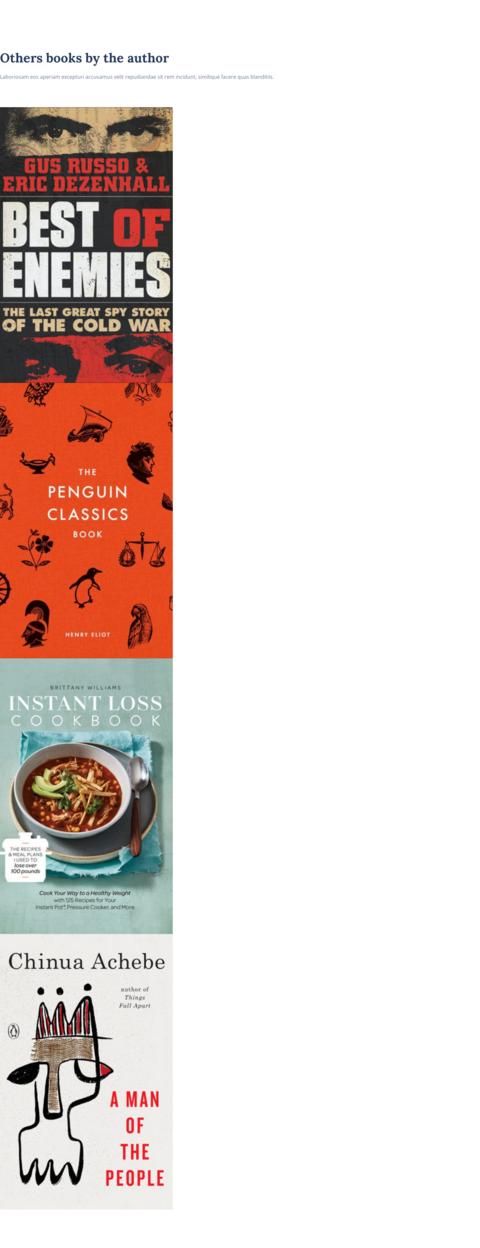 Others books by the author
Laboriosam eos aperiam excepturi accusamus velit repudiandae sit rem incidunt, similique facere quas blanditiis.
GUS RUSSO &
ERIC DEZENHALL
BEST OF
ENEMIES
THE LAST GREAT SPY STORY
OF THE COLD WAR
M
THE
PENGUIN
CLASSICS
BOOK
HENRY ELIOT
BRITTANY WILLIAMS
INSTANT LOSS
COOKBOOK
THE RECIPES
& MEAL PLANS
I USED TO
lose over
100 pounds
Cook Your Way to a Healthy Weight
with 125 Recipes for Your
Instant Pot®, Pressure Cooker, and More
Chinua Achebe
author of
Things
Fall Apart
A MAN
OF
THE
PEOPLE